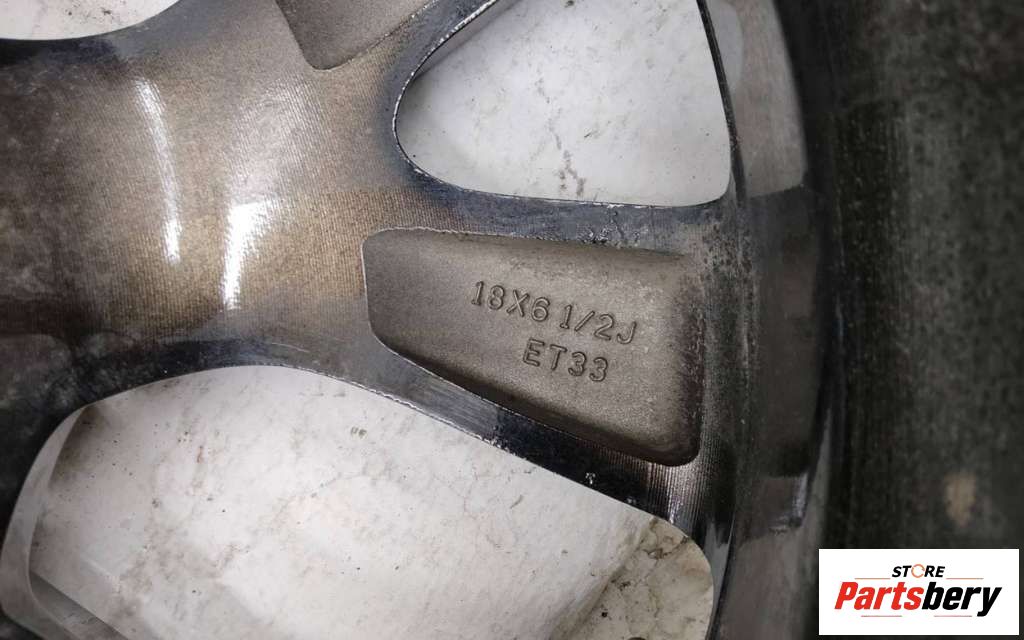 18X6 1/2J
ET33
STORE
Partsbery